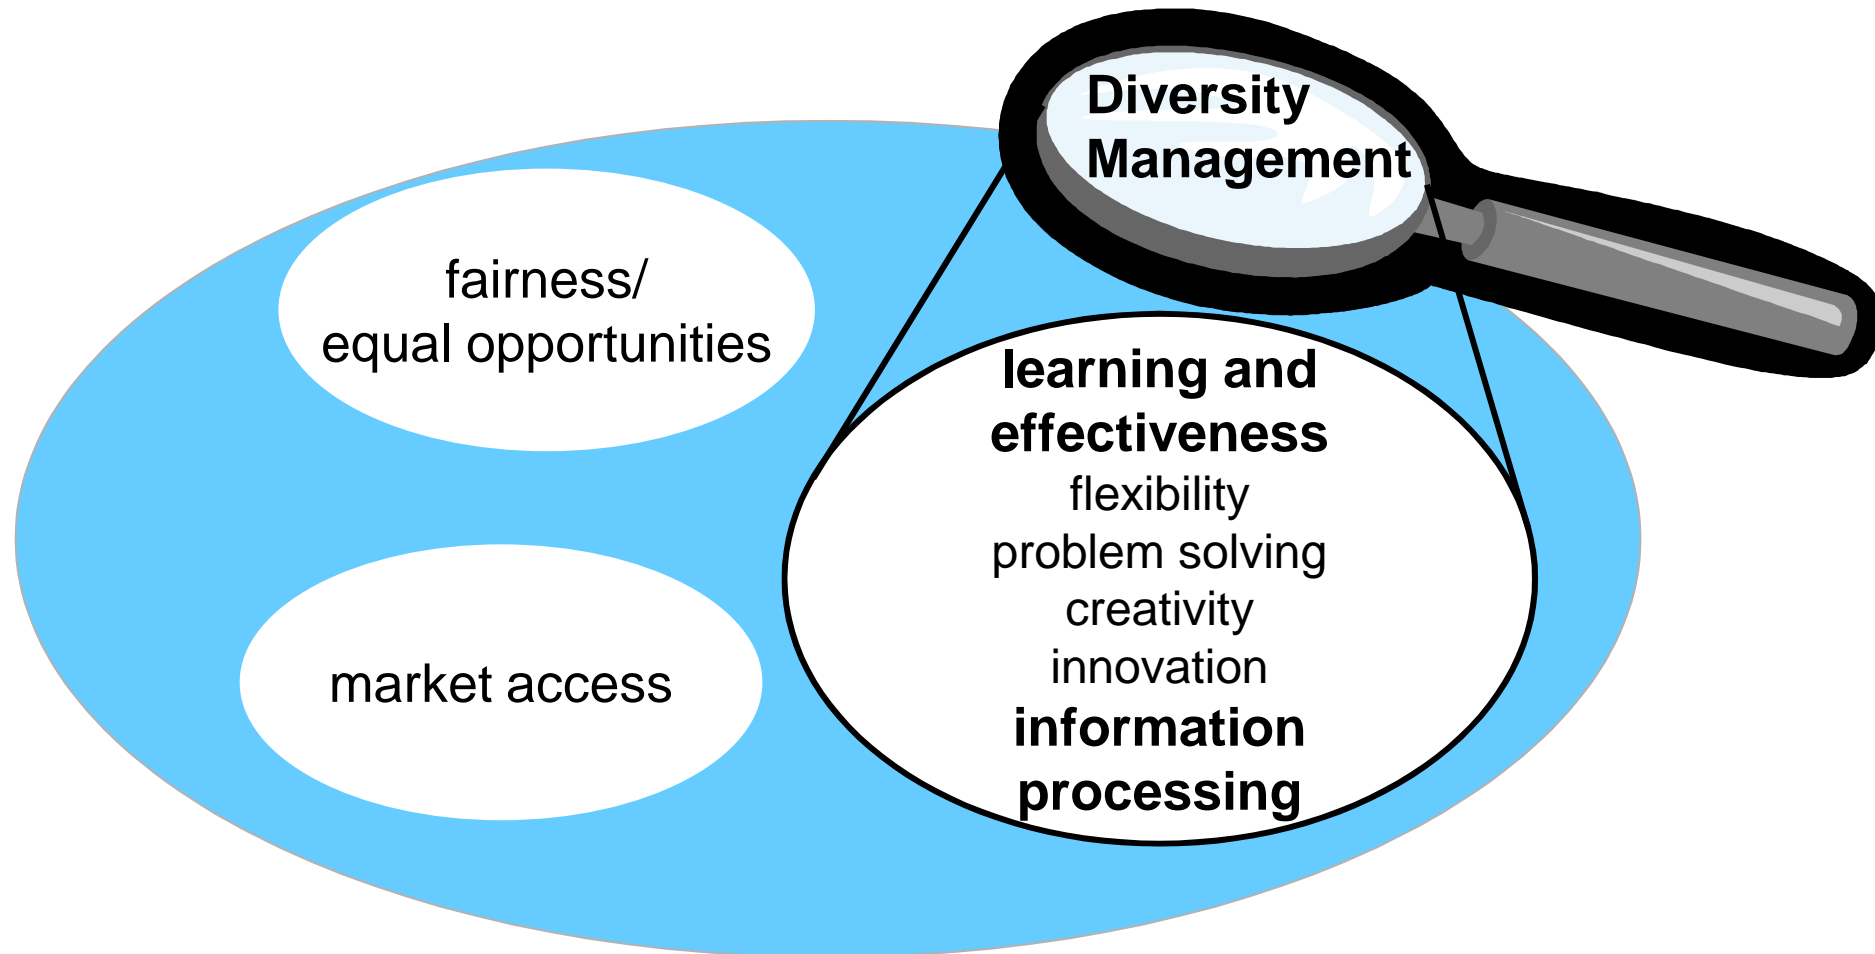 Diversity
Management
fairness/
equal opportunities
learning and
effectiveness
flexibility
problem solving
creativity
innovation
information
processing
market access